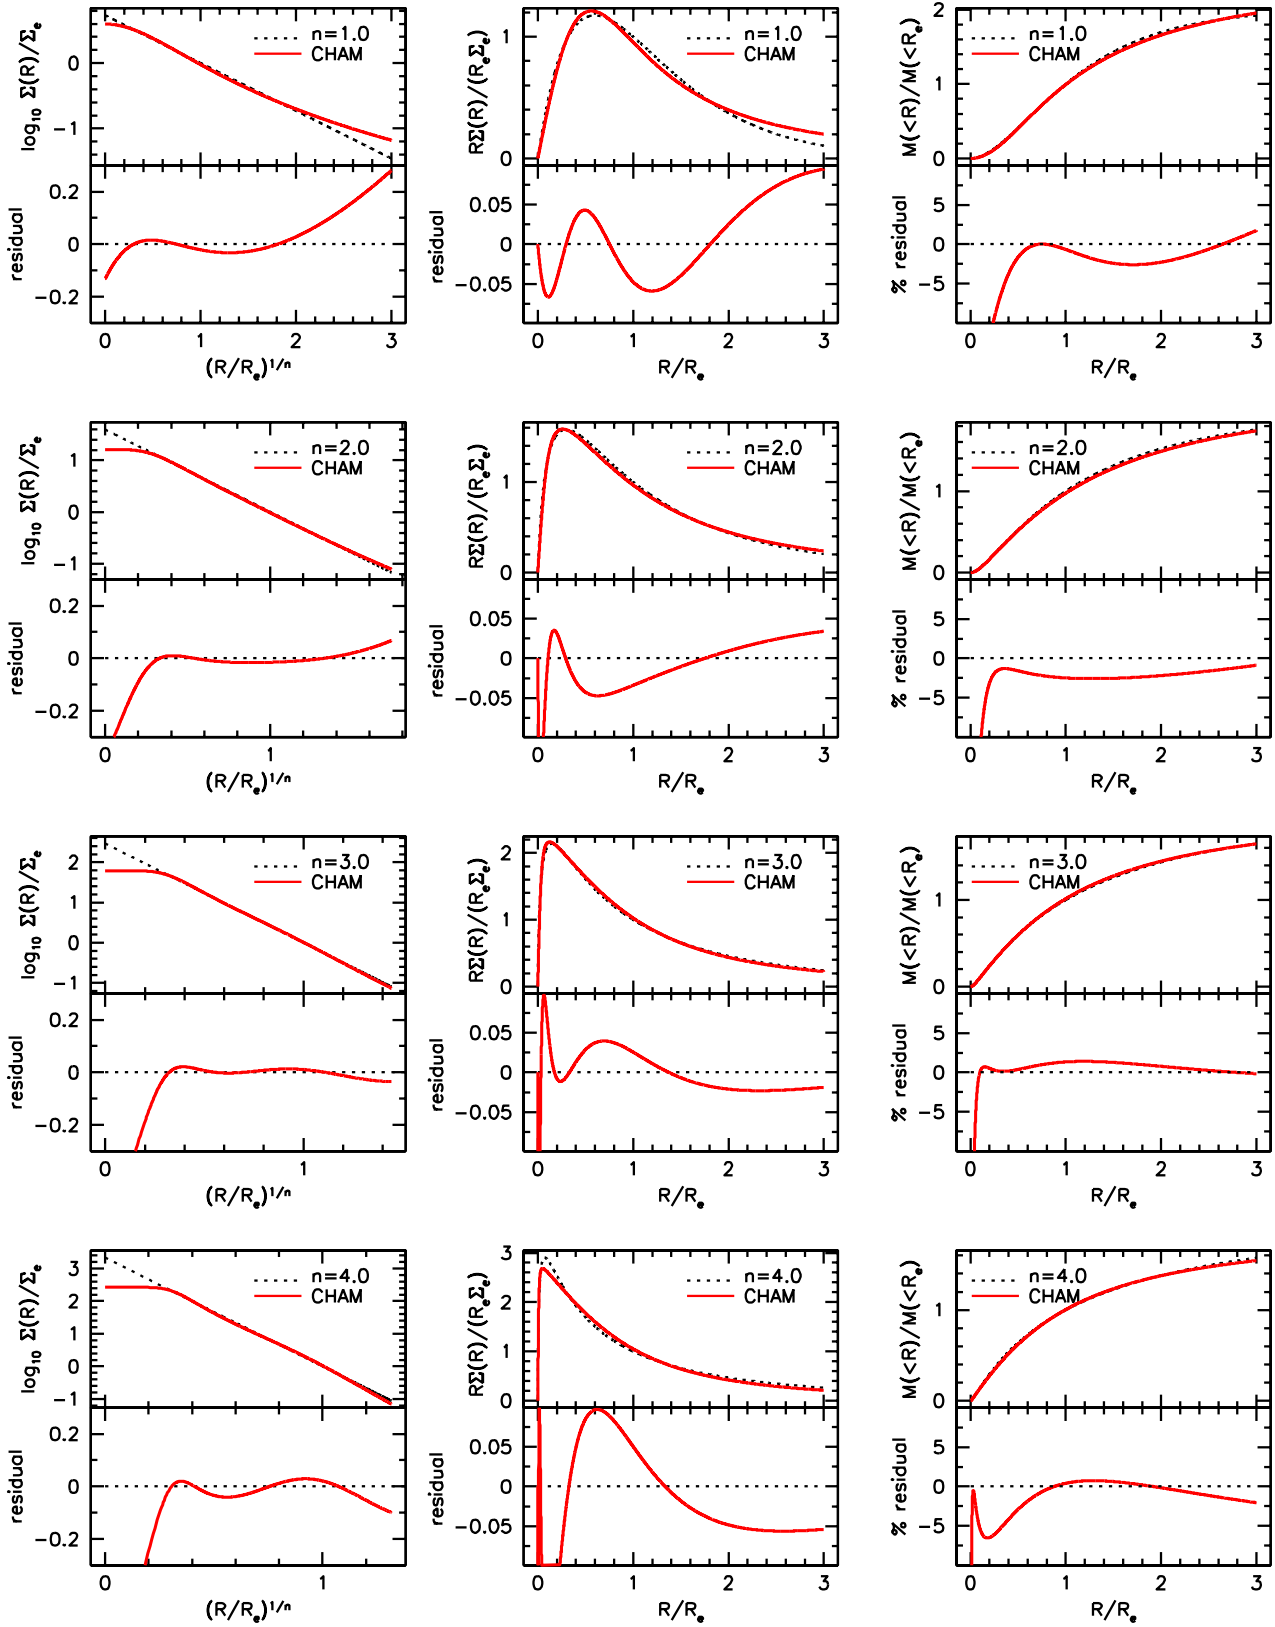 log₁₀ Σ(R)/Σₑ
0
−1
n=1.0
CHAM
residual
0.2
0
−0.2
0 1 2 3
(R/Rₑ)¹/ⁿ
RΣ(R)/(RₑΣₑ)
1
0
n=1.0
CHAM
residual
0.05
0
−0.05
0 1 2 3
R/Rₑ
M(<R)/M(<Rₑ)
2
1
0
n=1.0
CHAM
% residual
5
0
−5
0 1 2 3
R/Rₑ
log₁₀ Σ(R)/Σₑ
1
0
−1
n=2.0
CHAM
residual
0.2
0
−0.2
0 1
(R/Rₑ)¹/ⁿ
RΣ(R)/(RₑΣₑ)
1
0
n=2.0
CHAM
residual
0.05
0
−0.05
0 1 2 3
R/Rₑ
M(<R)/M(<Rₑ)
1
0
n=2.0
CHAM
% residual
5
0
−5
0 1 2 3
R/Rₑ
log₁₀ Σ(R)/Σₑ
2
1
0
−1
n=3.0
CHAM
residual
0.2
0
−0.2
0 1
(R/Rₑ)¹/ⁿ
RΣ(R)/(RₑΣₑ)
2
1
0
n=3.0
CHAM
residual
0.05
0
−0.05
0 1 2 3
R/Rₑ
M(<R)/M(<Rₑ)
1
0
n=3.0
CHAM
% residual
5
0
−5
0 1 2 3
R/Rₑ
log₁₀ Σ(R)/Σₑ
3
2
1
0
−1
n=4.0
CHAM
residual
0.2
0
−0.2
0 1
(R/Rₑ)¹/ⁿ
RΣ(R)/(RₑΣₑ)
3
2
1
0
n=4.0
CHAM
residual
0.05
0
−0.05
0 1 2 3
R/Rₑ
M(<R)/M(<Rₑ)
1
0
n=4.0
CHAM
% residual
5
0
−5
0 1 2 3
R/Rₑ